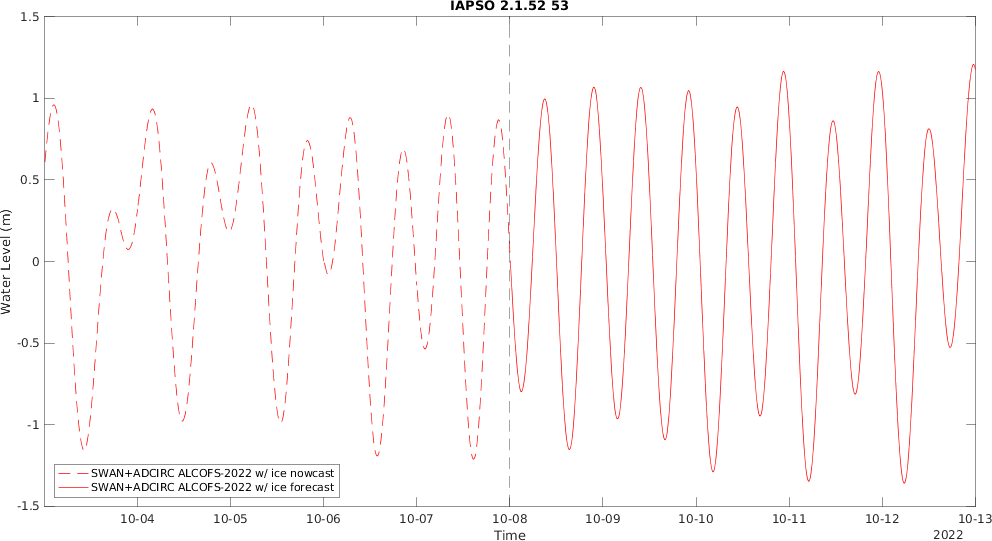 IAPSO 2.1.52 53
1.5
1
0.5
0
-0.5
-1
-1.5
Water Level (m)
SWAN+ADCIRC ALCOFS-2022 w/ ice nowcast
SWAN+ADCIRC ALCOFS-2022 w/ ice forecast
10-04 10-05 10-06 10-07 10-08 10-09 10-10 10-11 10-12 10-13
Time
2022